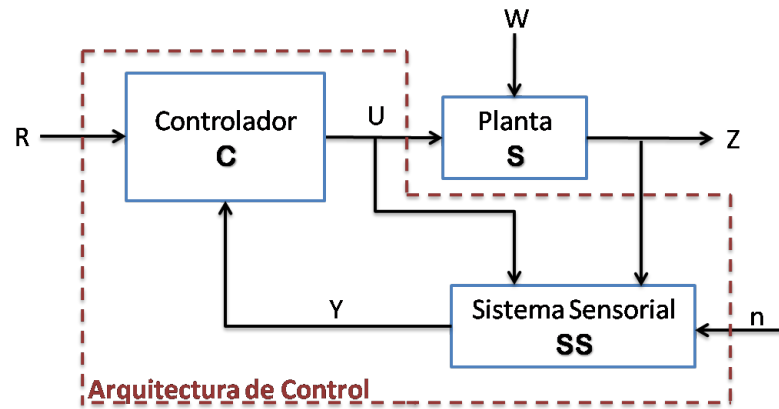 W
Controlador
C
U
Planta
S
R
Z
Y
Sistema Sensorial
SS
n
Arquitectura de Control